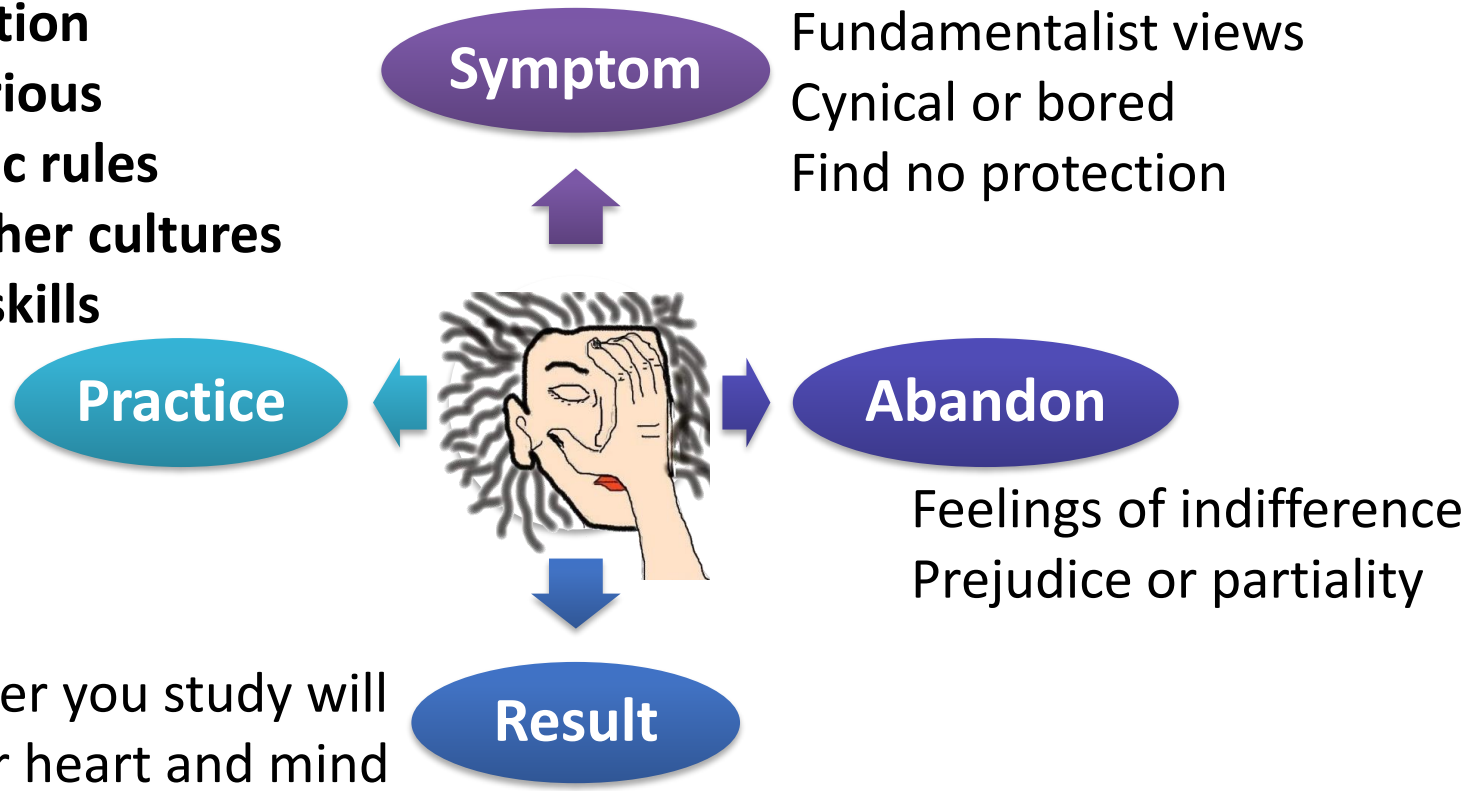 tion
rious
c rules
her cultures
skills
Symptom
Fundamentalist views
Cynical or bored
Find no protection
Practice
Abandon
Feelings of indifference
Prejudice or partiality
er you study will
r heart and mind
Result